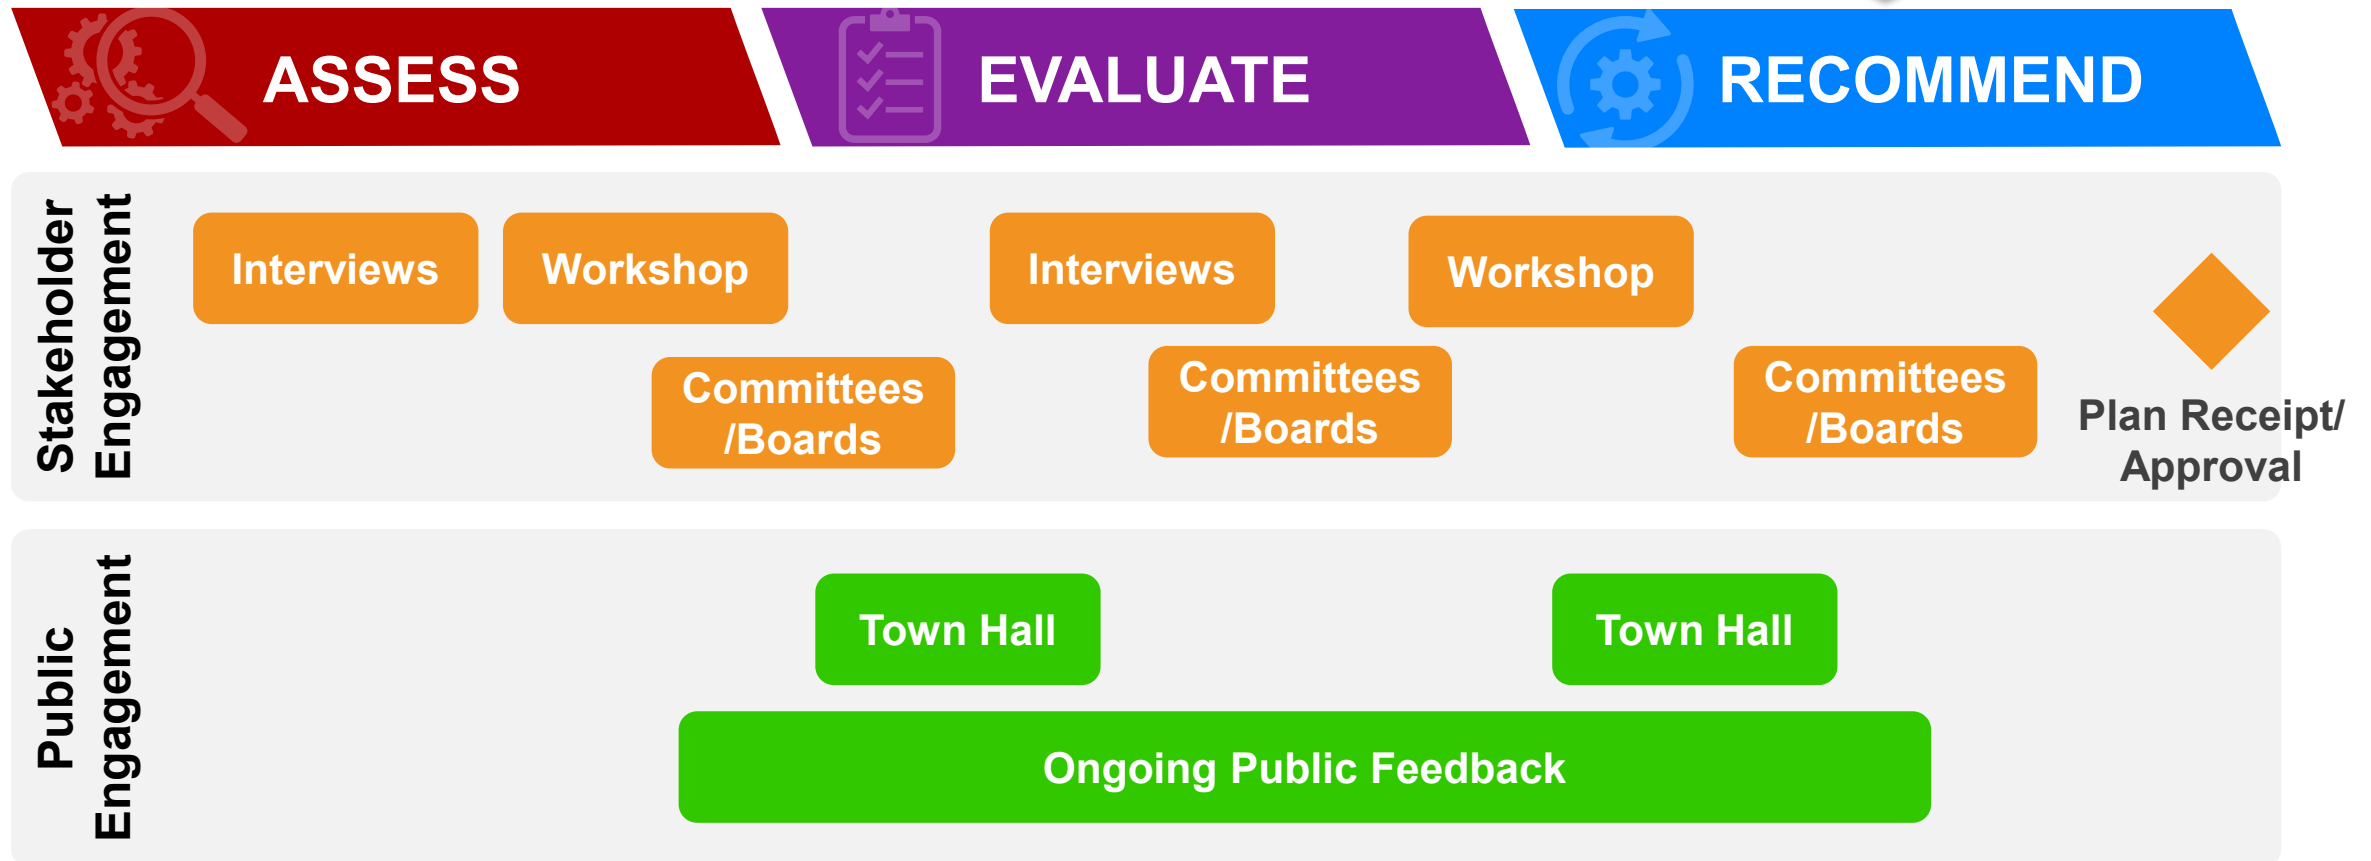 ASSESS
EVALUATE
RECOMMEND
Stakeholder
Engagement
Interviews
Workshop
Interviews
Workshop
Committees
/Boards
Committees
/Boards
Committees
/Boards
Plan Receipt/
Approval
Public
Engagement
Town Hall
Town Hall
Ongoing Public Feedback